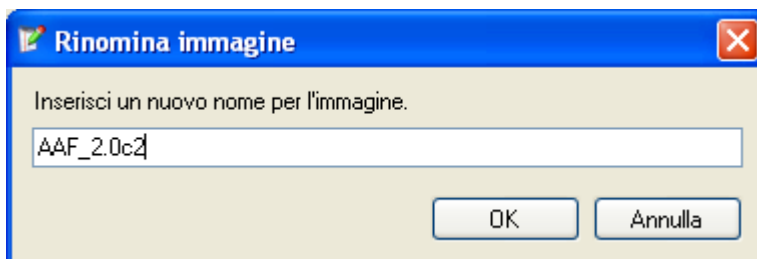 Rinomina immagine
Inserisci un nuovo nome per l'immagine.
AAF_2.0c2
OK Annulla